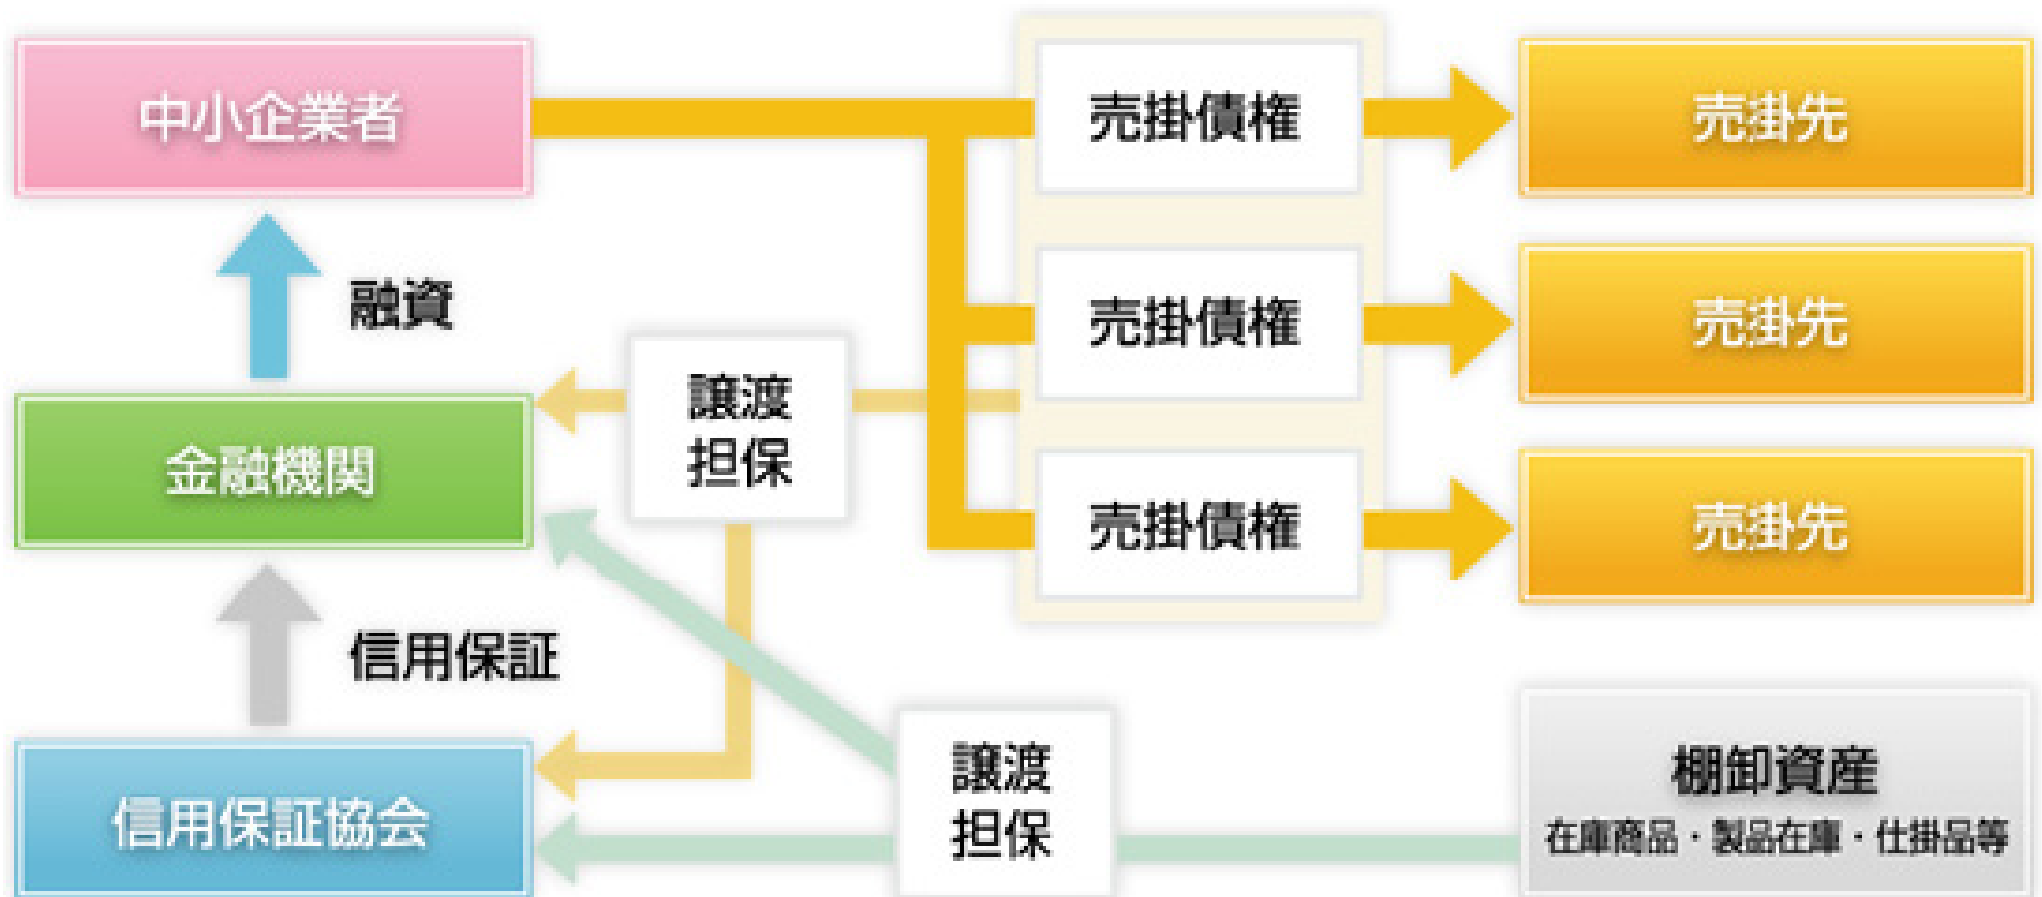 中小企業者
売掛債権
売掛先
融資
売掛債権
売掛先
譲渡
担保
金融機関
売掛債権
売掛先
信用保証
譲渡
担保
棚卸資産
在庫商品・製品在庫・仕掛品等
信用保証協会